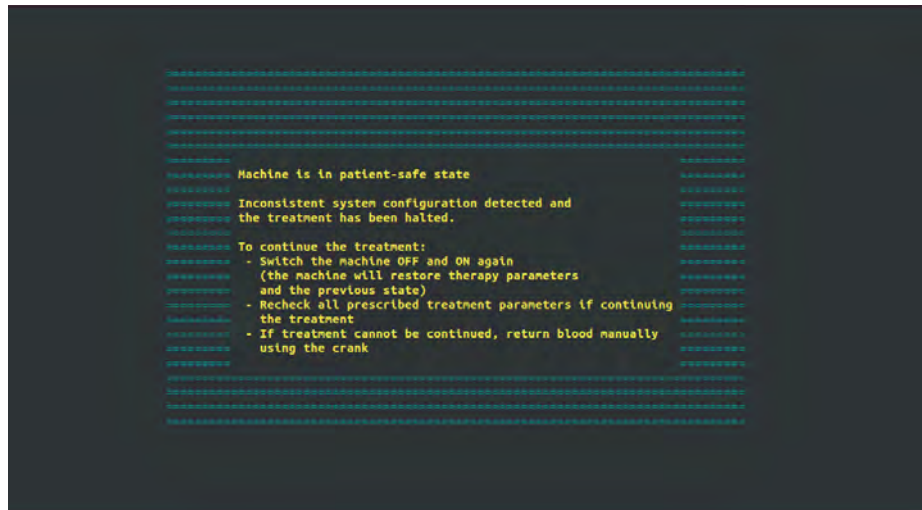 Machine is in patient-safe state
Inconsistent system configuration detected and
the treatment has been halted.
To continue the treatment:
- Switch the machine OFF and ON again
(the machine will restore therapy parameters
and the previous state)
- Recheck all prescribed treatment parameters if continuing
the treatment
- If treatment cannot be continued, return blood manually
using the crank